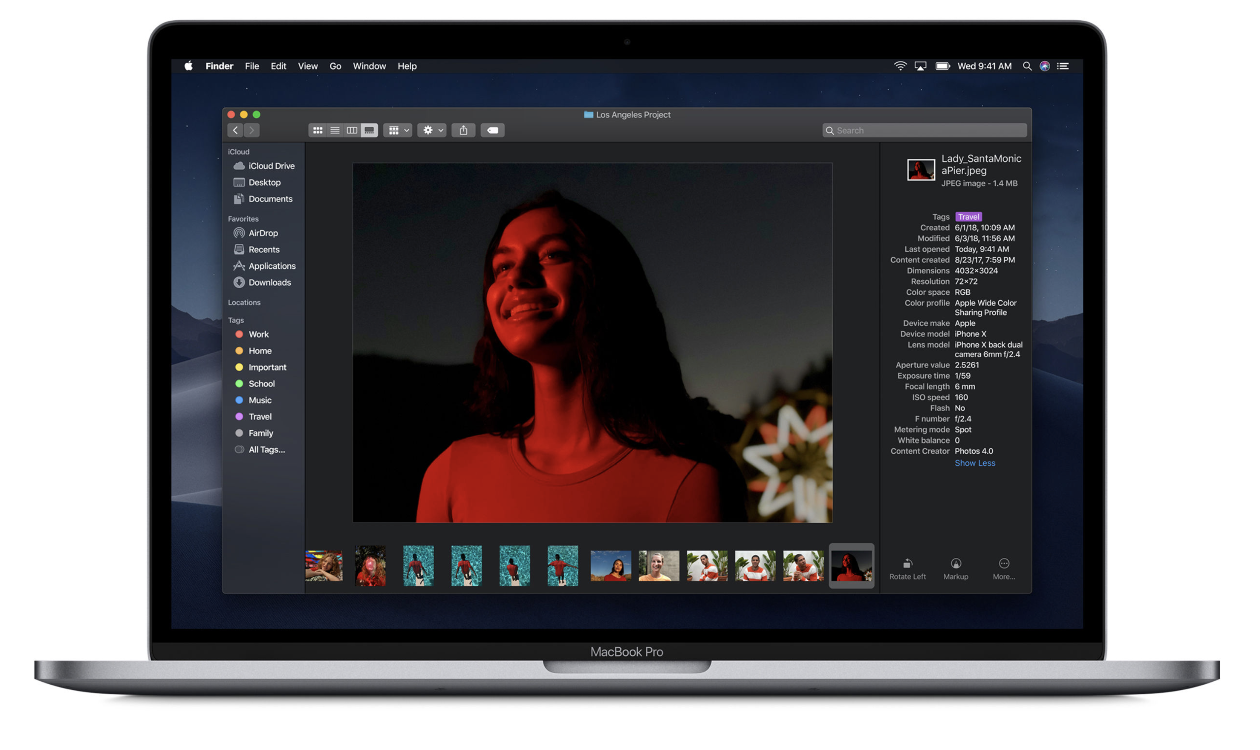 Finder File Edit View Go Window Help
Wed 9:41 AM
Los Angeles Project
Search
iCloud
iCloud Drive
Desktop
Documents
Favorites
AirDrop
Recents
Applications
Downloads
Locations
Tags
Work
Home
Important
School
Music
Travel
Family
All Tags...
Lady_SantaMonic
aPier.jpeg
JPEG image - 1.4 MB
Tags Travel
Created 6/1/18, 10:09 AM
Modified 6/3/18, 11:56 AM
Last opened Today, 9:41 AM
Content created 8/23/17, 7:59 PM
Dimensions 4032×3024
Resolution 72×72
Color space RGB
Color profile Apple Wide Color
Sharing Profile
Device make Apple
Device model iPhone X
Lens model iPhone X back dual
camera 6mm f/2.4
Aperture value 2.5261
Exposure time 1/59
Focal length 6 mm
ISO speed 160
Flash No
F number f/2.4
Metering mode Spot
White balance 0
Content Creator Photos 4.0
Show Less
Rotate Left Markup More...
MacBook Pro